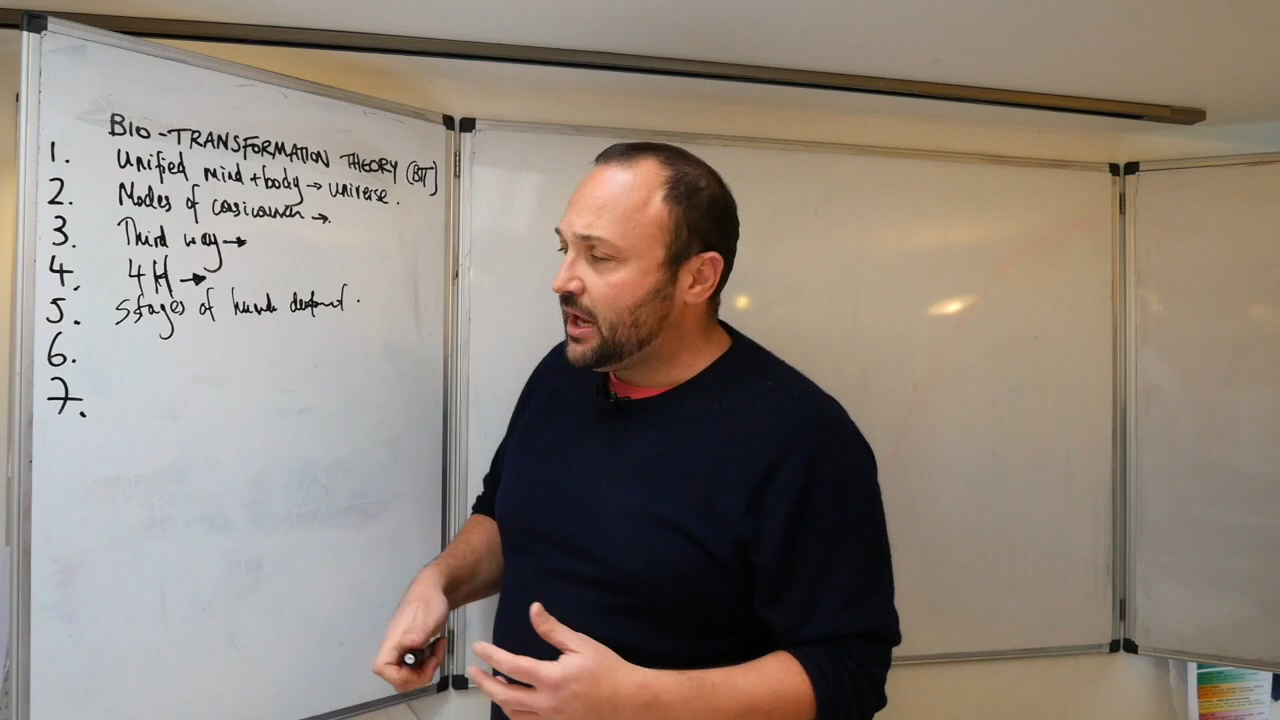 BIO-TRANSFORMATION THEORY (BTT)
1. Unified mind + body → universe.
2. Modes of →
3. Third way →
4. 4H →
5. Stages of human
6.
7.